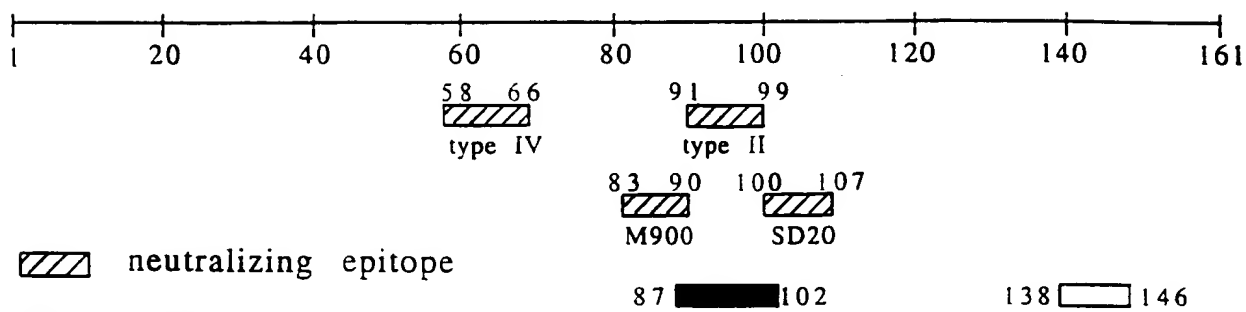 1 20 40 60 80 100 120 140 161
58 66 91 99
type IV type II
83 90 100 107
M900 SD20
neutralizing epitope
87 102 138 146